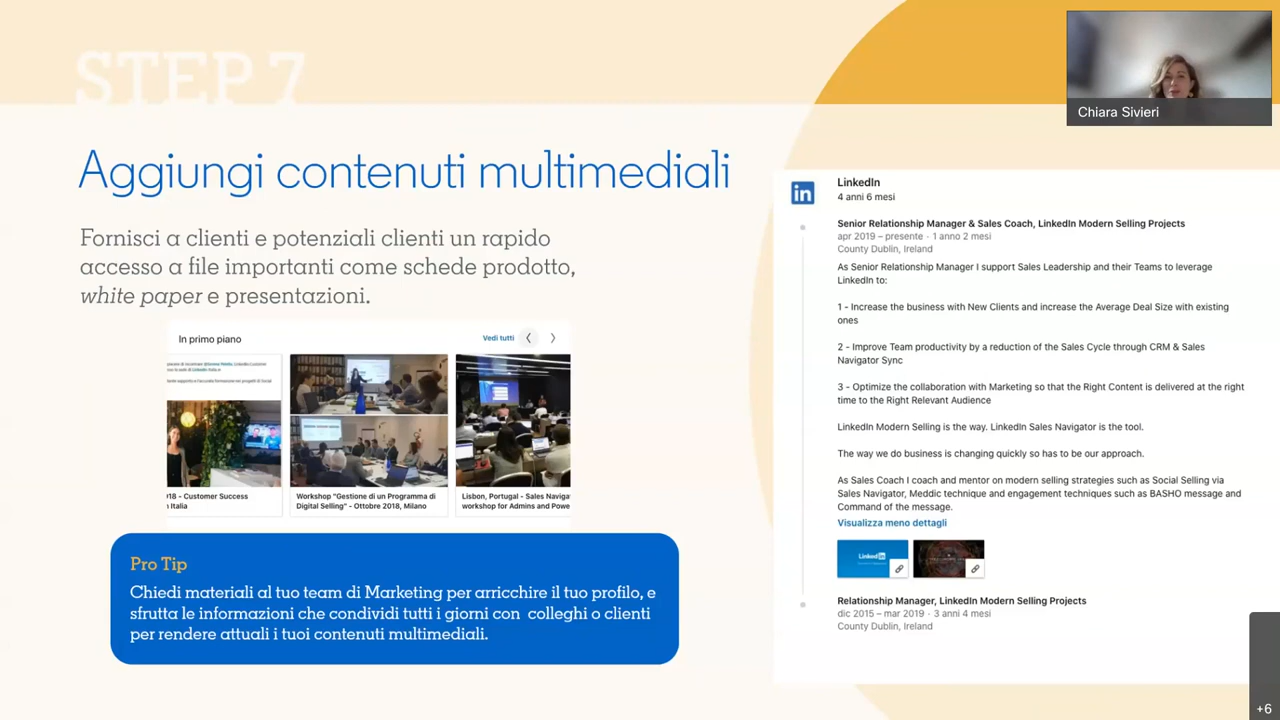 STEP 7
Chiara Sivieri
Aggiungi contenuti multimediali
Fornisci a clienti e potenziali clienti un rapido
accesso a file importanti come schede prodotto,
white paper e presentazioni.
In primo piano
Vedi tutti
18 - Customer Success
n Italia
Workshop "Gestione di un Programma di
Digital Selling" - Ottobre 2018, Milano
Lisbon, Portugal - Sales Naviga
workshop for Admins and Powe
Pro Tip
Chiedi materiali al tuo team di Marketing per arricchire il tuo profilo, e
sfrutta le informazioni che condividi tutti i giorni con colleghi o clienti
per rendere attuali i tuoi contenuti multimediali.
in
LinkedIn
4 anni 6 mesi
Senior Relationship Manager & Sales Coach, LinkedIn Modern Selling Projects
apr 2019 – presente · 1 anno 2 mesi
County Dublin, Ireland
As Senior Relationship Manager I support Sales Leadership and their Teams to leverage
LinkedIn to:
1 - Increase the business with New Clients and increase the Average Deal Size with existing
ones
2 - Improve Team productivity by a reduction of the Sales Cycle through CRM & Sales
Navigator Sync
3 - Optimize the collaboration with Marketing so that the Right Content is delivered at the right
time to the Right Relevant Audience
LinkedIn Modern Selling is the way. LinkedIn Sales Navigator is the tool.
The way we do business is changing quickly so has to be our approach.
As Sales Coach I coach and mentor on modern selling strategies such as Social Selling via
Sales Navigator, Meddic technique and engagement techniques such as BASHO message and
Command of the message.
Visualizza meno dettagli
LinkedIn
Relationship Manager, LinkedIn Modern Selling Projects
dic 2015 – mar 2019 · 3 anni 4 mesi
County Dublin, Ireland
+6